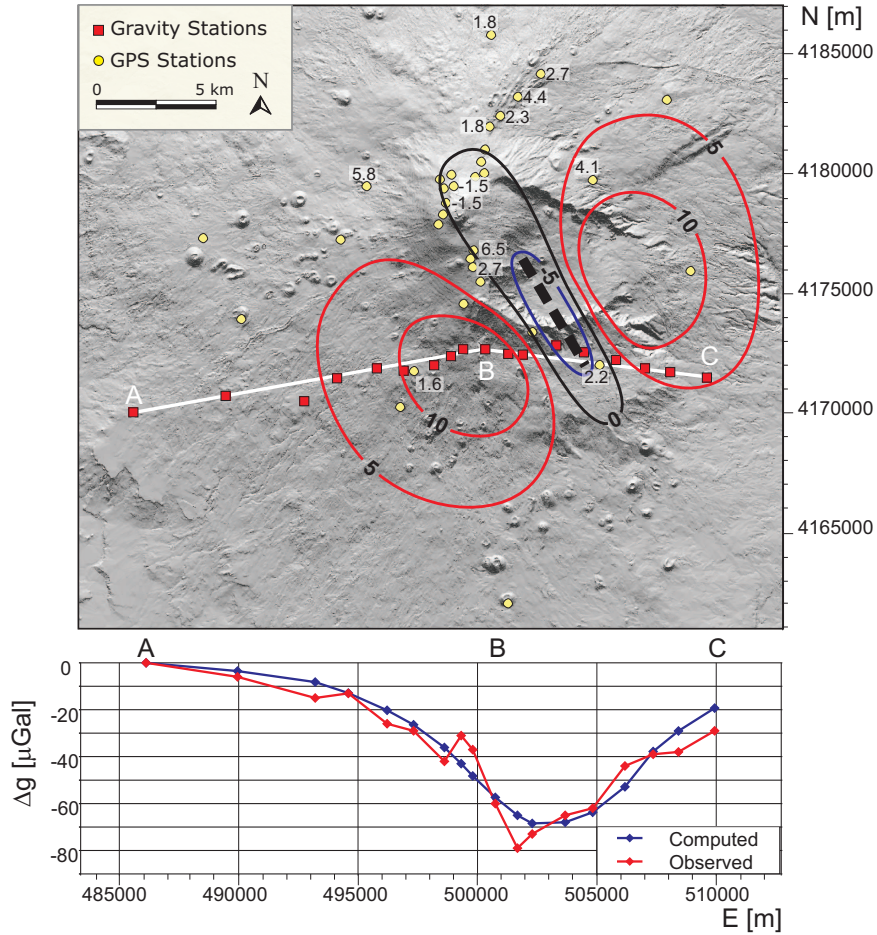 Gravity Stations
GPS Stations
0 5 km
N
N [m]
4185000
4180000
4175000
4170000
4165000
1.8
2.7
4.4
2.3
1.8
5.8
-1.5
-1.5
4.1
5
10
6.5
2.7
-5
A
B
C
1.6
2.2
10
0
5
A B C
0
-20
-40
-60
-80
Δg [µGal]
Computed
Observed
485000 490000 495000 500000 505000 510000
E [m]